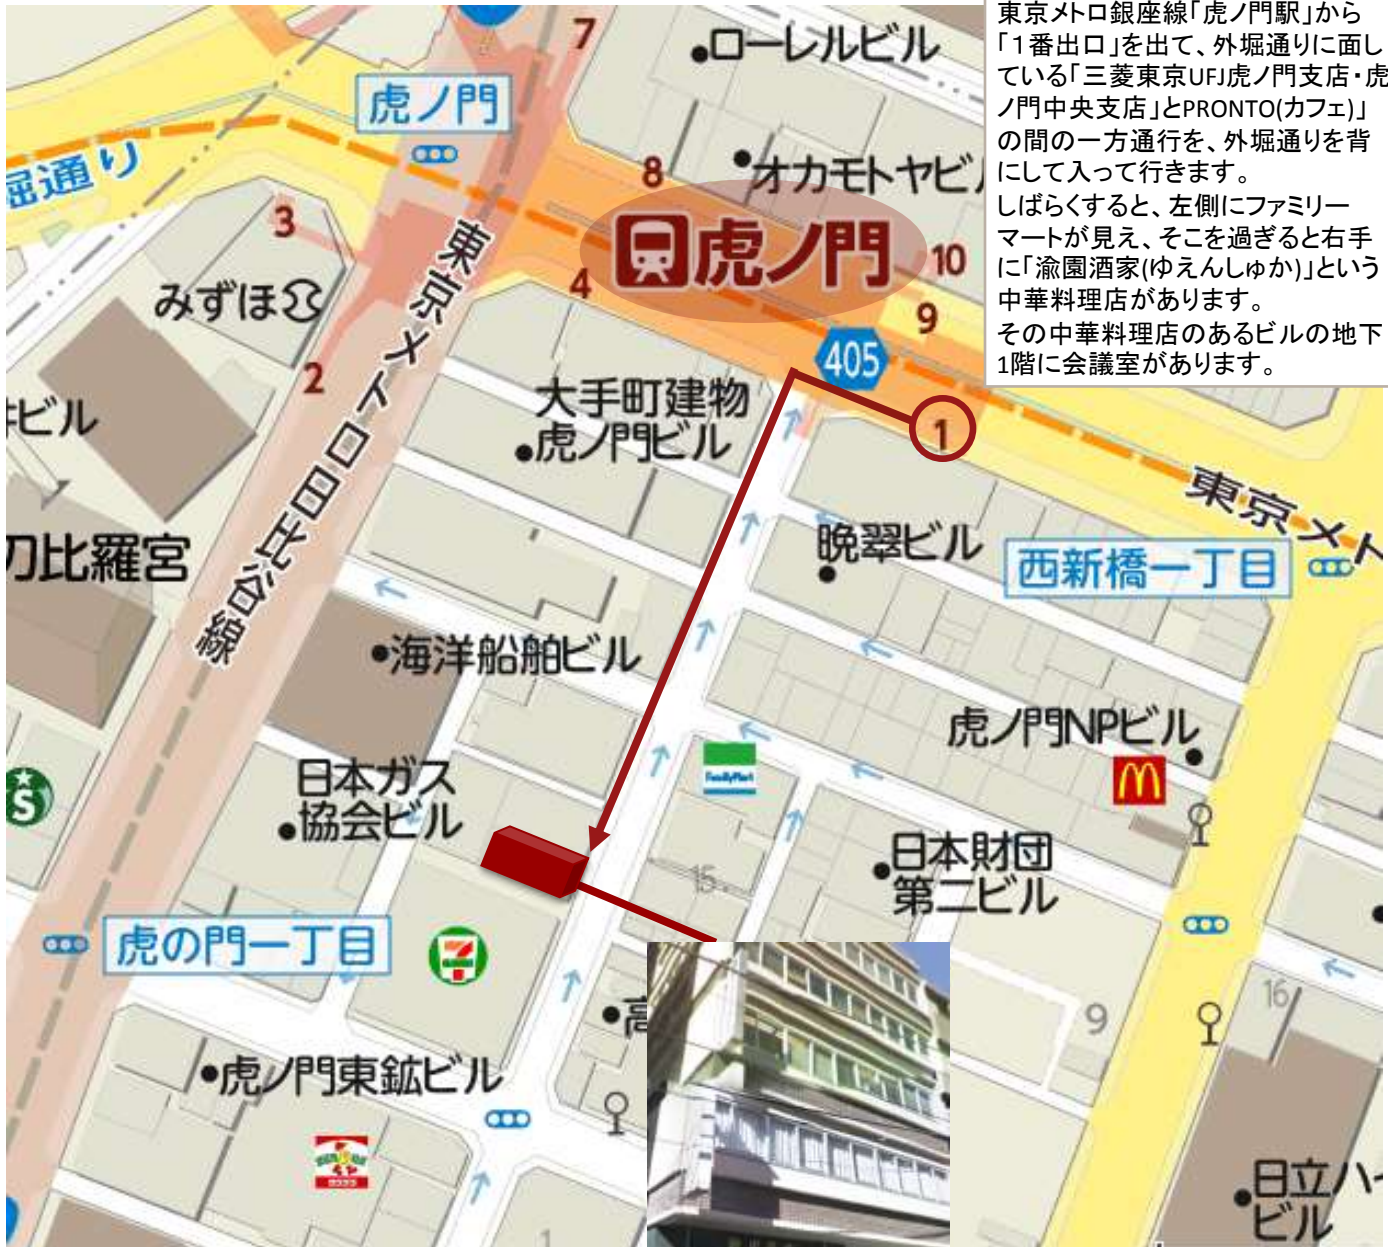 東京メトロ銀座線「虎ノ門駅」から
「1番出口」を出て、外堀通りに面し
ている「三菱東京UFJ虎ノ門支店・虎
ノ門中央支店」とPRONTO(カフェ)」
の間の一方通行を、外堀通りを背
にして入って行きます。
しばらくすると、左側にファミリー
マートが見え、そこを過ぎると右手
に「渝園酒家(ゆえんしゅか)」という
中華料理店があります。
その中華料理店のあるビルの地下
1階に会議室があります。
7
ローレルビル
虎ノ門
堀通り
8
オカモトヤビル
3
虎ノ門
10
4
9
みずほ
2
405
1
東京メトロ日比谷線
大手町建物
虎ノ門ビル
ビル
東京メト
晩翠ビル
西新橋一丁目
刀比羅宮
海洋船舶ビル
虎ノ門NPビル
FamilyMart
日本ガス
協会ビル
日本財団
第二ビル
15
虎の門一丁目
高
9
16
虎ノ門東鉱ビル
1
日立ハイ
ビル